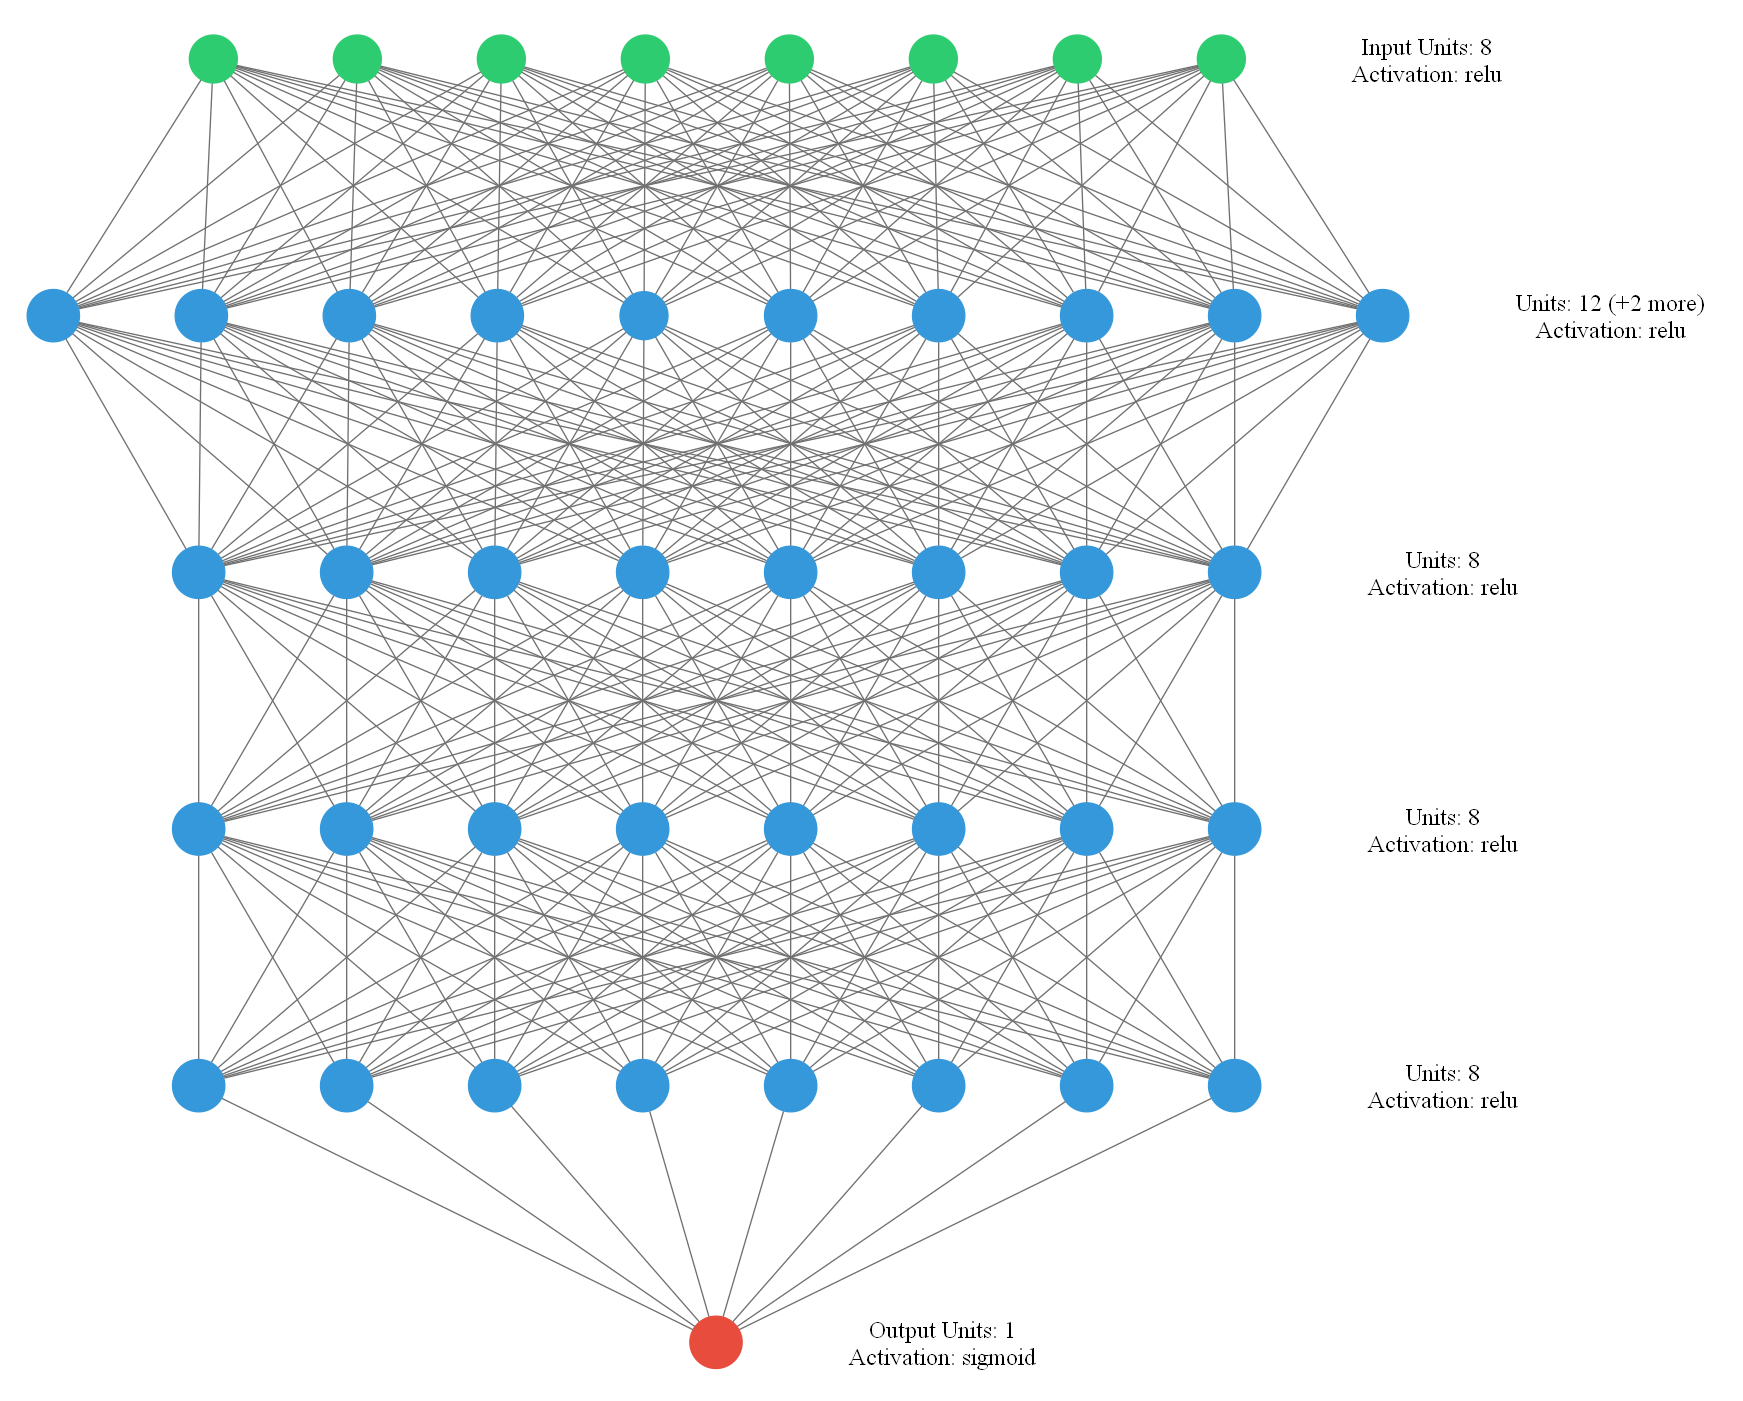 Input Units: 8
Activation: relu
Units: 12 (+2 more)
Activation: relu
Units: 8
Activation: relu
Units: 8
Activation: relu
Units: 8
Activation: relu
Output Units: 1
Activation: sigmoid